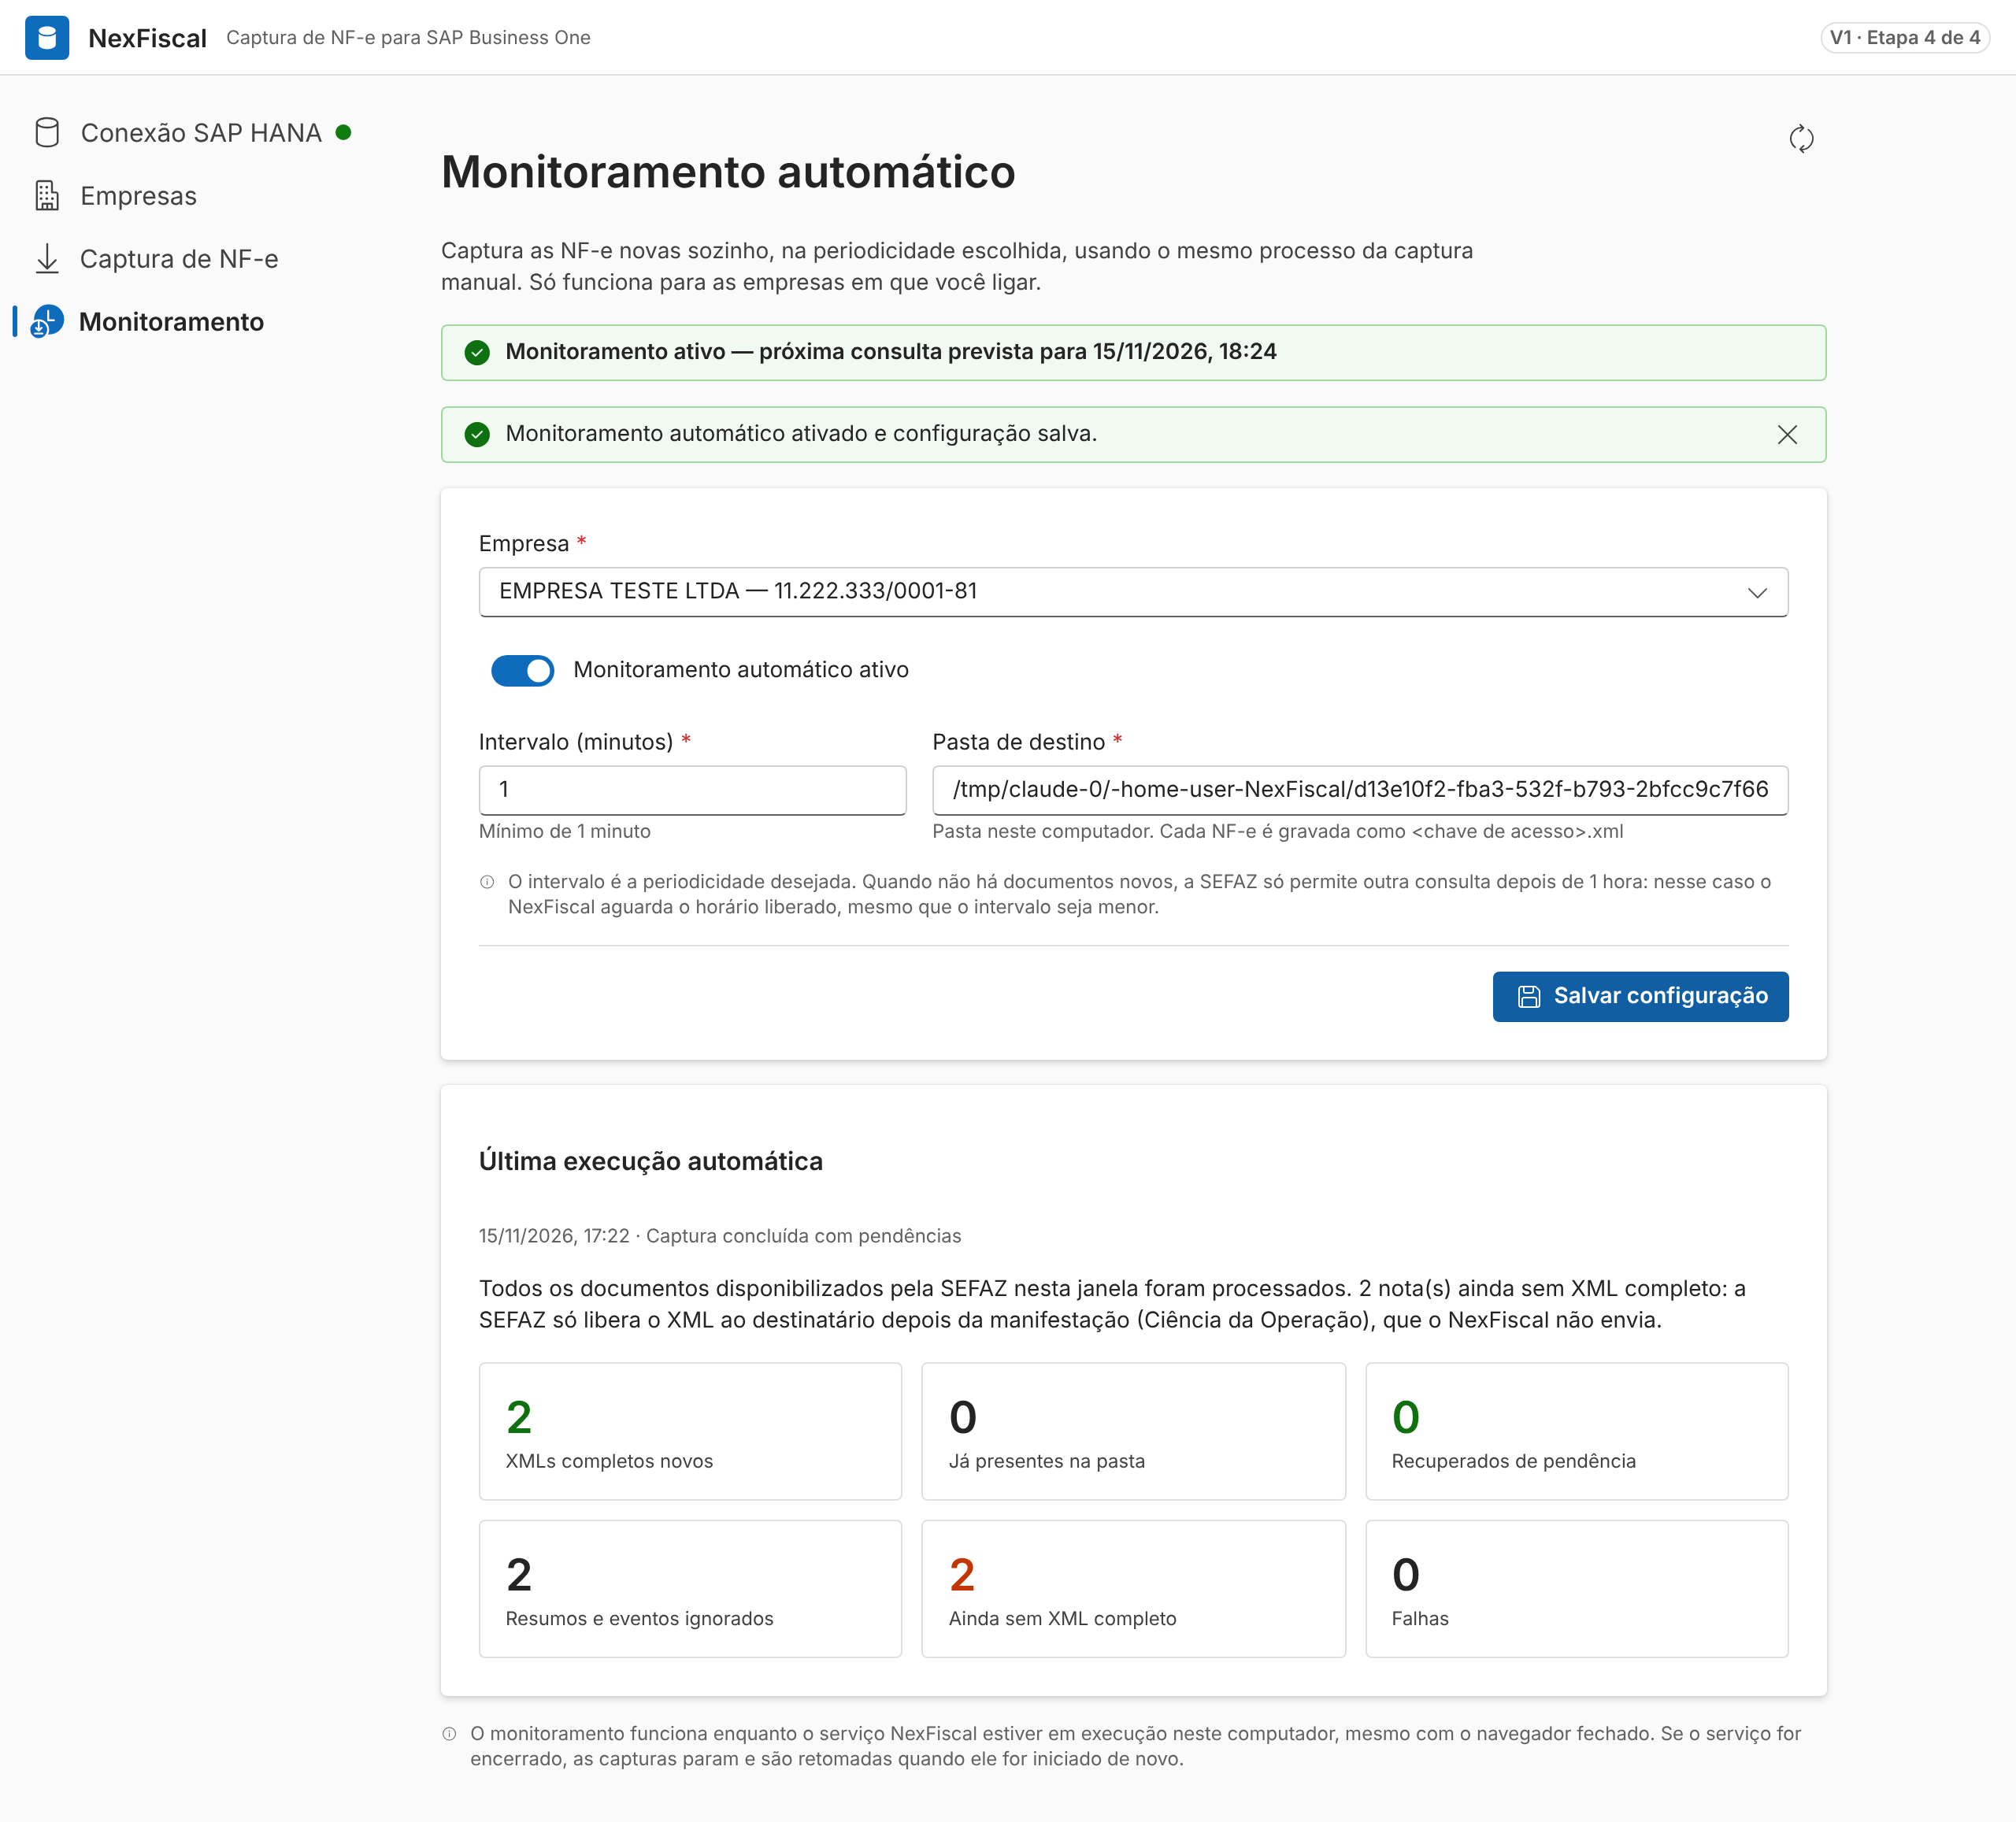 NexFiscal Captura de NF-e para SAP Business One
V1 · Etapa 4 de 4
Conexão SAP HANA
Empresas
Captura de NF-e
Monitoramento
Monitoramento automático
Captura as NF-e novas sozinho, na periodicidade escolhida, usando o mesmo processo da captura
manual. Só funciona para as empresas em que você ligar.
Monitoramento ativo — próxima consulta prevista para 15/11/2026, 18:24
Monitoramento automático ativado e configuração salva.
Empresa *
EMPRESA TESTE LTDA — 11.222.333/0001-81
Monitoramento automático ativo
Intervalo (minutos) *
1
Mínimo de 1 minuto
Pasta de destino *
/tmp/claude-0/-home-user-NexFiscal/d13e10f2-fba3-532f-b793-2bfcc9c7f66
Pasta neste computador. Cada NF-e é gravada como <chave de acesso>.xml
O intervalo é a periodicidade desejada. Quando não há documentos novos, a SEFAZ só permite outra consulta depois de 1 hora: nesse caso o
NexFiscal aguarda o horário liberado, mesmo que o intervalo seja menor.
Salvar configuração
Última execução automática
15/11/2026, 17:22 · Captura concluída com pendências
Todos os documentos disponibilizados pela SEFAZ nesta janela foram processados. 2 nota(s) ainda sem XML completo: a
SEFAZ só libera o XML ao destinatário depois da manifestação (Ciência da Operação), que o NexFiscal não envia.
2
XMLs completos novos
0
Já presentes na pasta
0
Recuperados de pendência
2
Resumos e eventos ignorados
2
Ainda sem XML completo
0
Falhas
O monitoramento funciona enquanto o serviço NexFiscal estiver em execução neste computador, mesmo com o navegador fechado. Se o serviço for
encerrado, as capturas param e são retomadas quando ele for iniciado de novo.